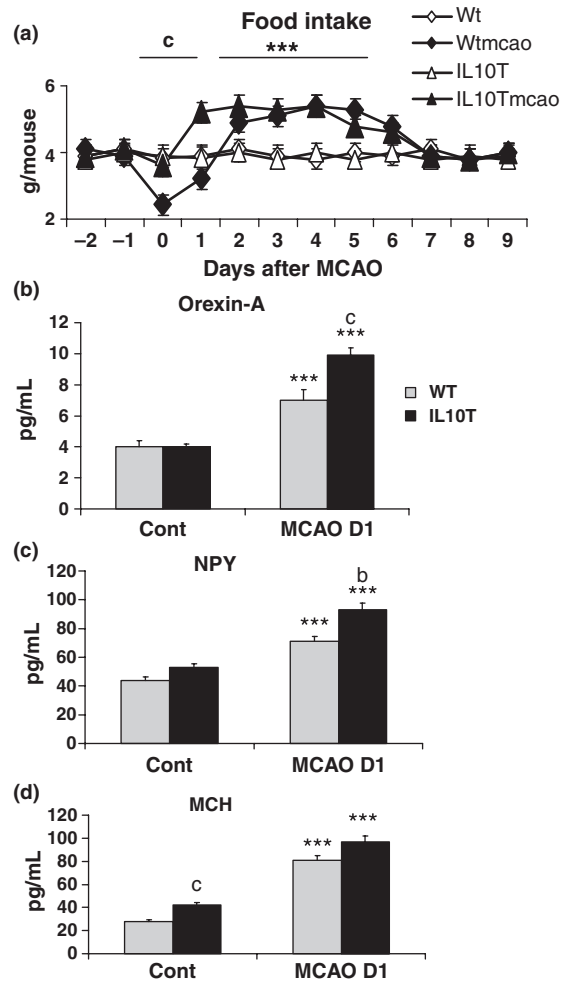 (a)
Food intake
Wt
Wtmcao
IL10T
IL10Tmcao
c
***
6
4
2
g/mouse
–2 –1 0 1 2 3 4 5 6 7 8 9
Days after MCAO
(b)
Orexin-A
12
10
8
6
4
2
0
pg/mL
***
c
***
WT
IL10T
Cont
MCAO D1
(c)
NPY
120
100
80
60
40
20
0
pg/mL
***
b
***
Cont
MCAO D1
(d)
MCH
120
100
80
60
40
20
0
pg/mL
c
***
***
Cont
MCAO D1